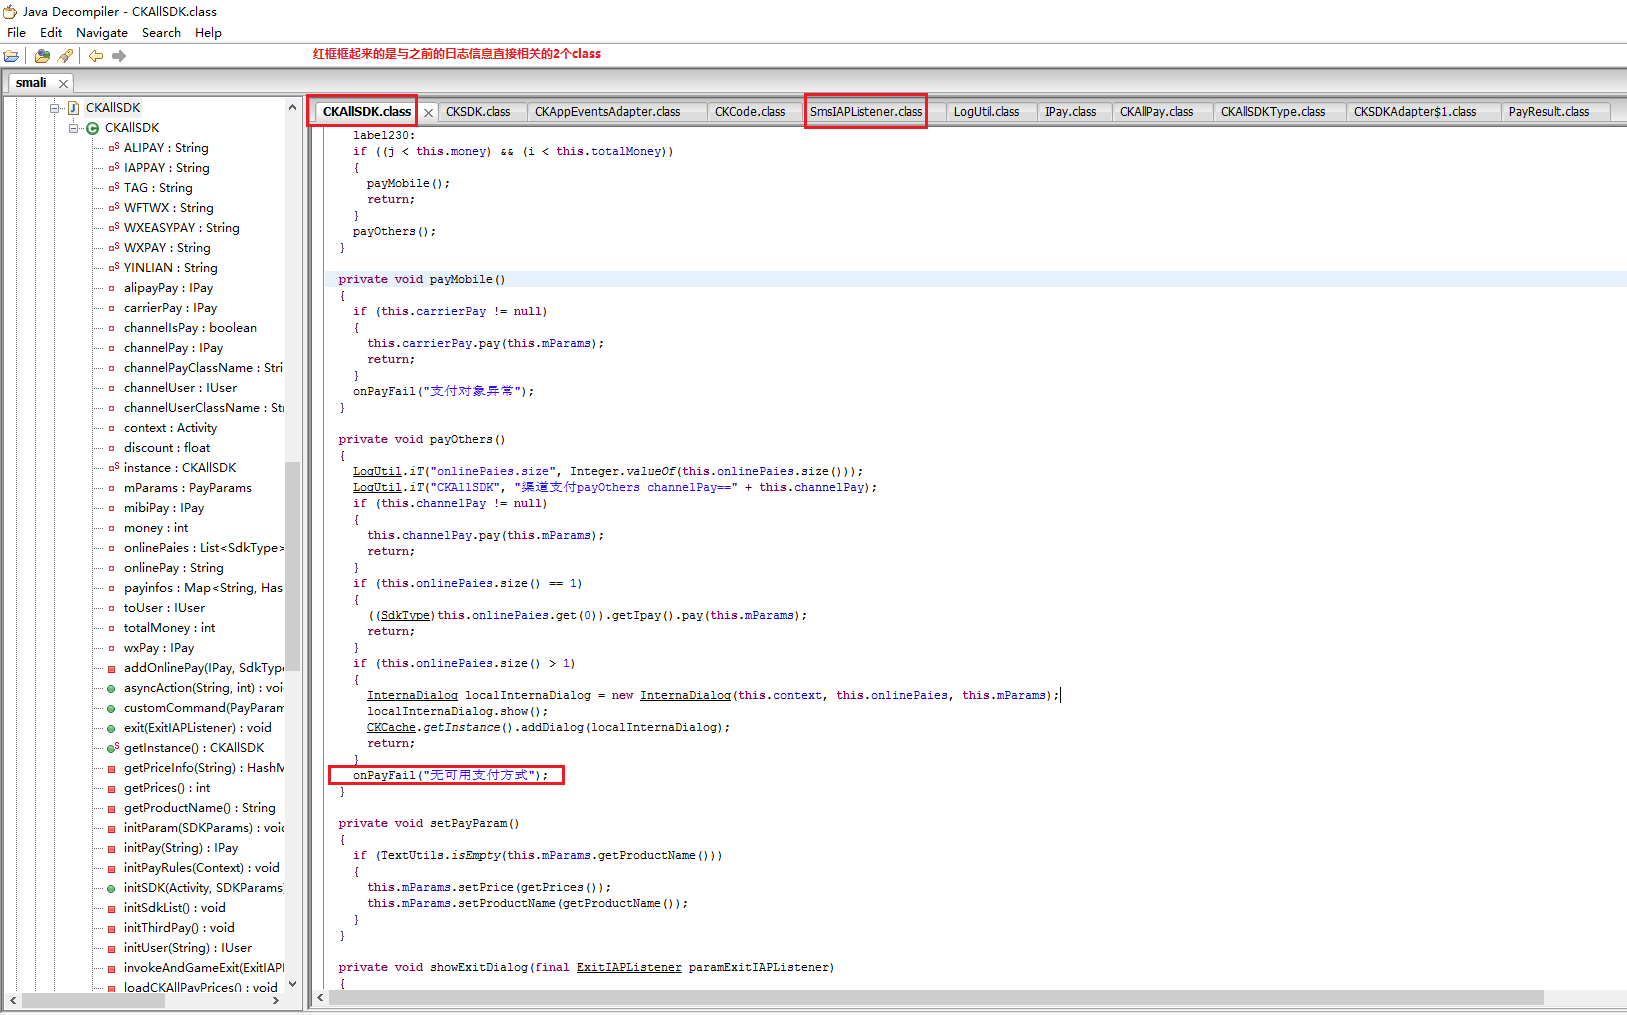 Java Decompiler - CKAllSDK.class
File Edit Navigate Search Help
红框框起来的是与之前的日志信息直接相关的2个class
smali
CKAllSDK
CKAllSDK
ALIPAY : String
IAPPAY : String
TAG : String
WFTWX : String
WXEASYPAY : String
WXPAY : String
YINLIAN : String
alipayPay : IPay
carrierPay : IPay
channelIsPay : boolean
channelPay : IPay
channelPayClassName : Stri
channelUser : IUser
channelUserClassName : St
context : Activity
discount : float
instance : CKAllSDK
mParams : PayParams
mibiPay : IPay
money : int
onlinePaies : List<SdkType>
onlinePay : String
payinfos : Map<String, Has
toUser : IUser
totalMoney : int
wxPay : IPay
addOnlinePay(IPay, SdkType
asyncAction(String, int) : voi
customCommand(PayParam
exit(ExitIAPListener) : void
getInstance() : CKAllSDK
getPriceInfo(String) : HashM
getPrices() : int
getProductName() : String
initParam(SDKParams) : voi
initPay(String) : IPay
initPayRules(Context) : void
initSDK(Activity, SDKParams)
initSdkList() : void
initThirdPay() : void
initUser(String) : IUser
invokeAndGameExit(ExitIAPl
loadCKAllPayPrices() : void
CKAllSDK.class CKSDK.class CKAppEventsAdapter.class CKCode.class SmsIAPListener.class LogUtil.class IPay.class CKAllPay.class CKAllSDKType.class CKSDKAdapter$1.class PayResult.class
label230:
if ((j < this.money) && (i < this.totalMoney))
{
payMobile();
return;
}
payOthers();
}
private void payMobile()
{
if (this.carrierPay != null)
{
this.carrierPay.pay(this.mParams);
return;
}
onPayFail("支付对象异常");
}
private void payOthers()
{
LogUtil.iT("onlinePaies.size", Integer.valueOf(this.onlinePaies.size()));
LogUtil.iT("CKAllSDK", "渠道支付payOthers channelPay==" + this.channelPay);
if (this.channelPay != null)
{
this.channelPay.pay(this.mParams);
return;
}
if (this.onlinePaies.size() == 1)
{
((SdkType)this.onlinePaies.get(0)).getIpay().pay(this.mParams);
return;
}
if (this.onlinePaies.size() > 1)
{
InternaDialog localInternaDialog = new InternaDialog(this.context, this.onlinePaies, this.mParams);
localInternaDialog.show();
CKCache.getInstance().addDialog(localInternaDialog);
return;
}
onPayFail("无可用支付方式");
}
private void setPayParam()
{
if (TextUtils.isEmpty(this.mParams.getProductName()))
{
this.mParams.setPrice(getPrices());
this.mParams.setProductName(getProductName());
}
}
private void showExitDialog(final ExitIAPListener paramExitIAPListener)
{